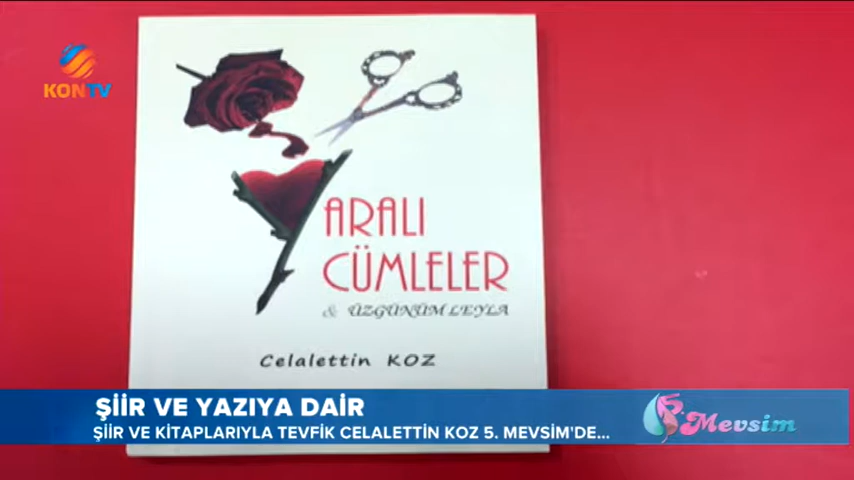 KONTV
YARALI
CÜMLELER
& ÜZGÜNÜM LEYLA
Celalettin KOZ
ŞİİR VE YAZIYA DAİR
ŞİİR VE KİTAPLARIYLA TEVFİK CELALETTİN KOZ 5. MEVSİM'DE...
5. Mevsim